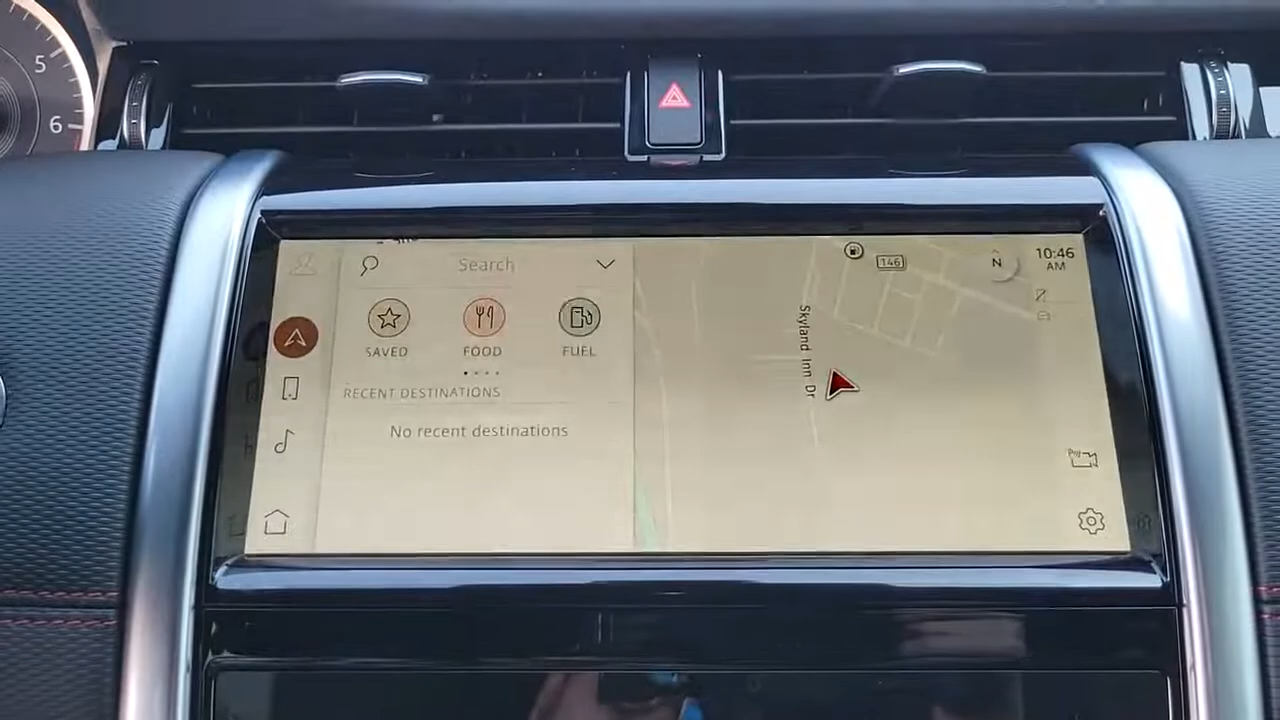 5
6
Search
146
N
10:46
AM
SAVED
FOOD
FUEL
Skyland Inn Dr
RECENT DESTINATIONS
No recent destinations